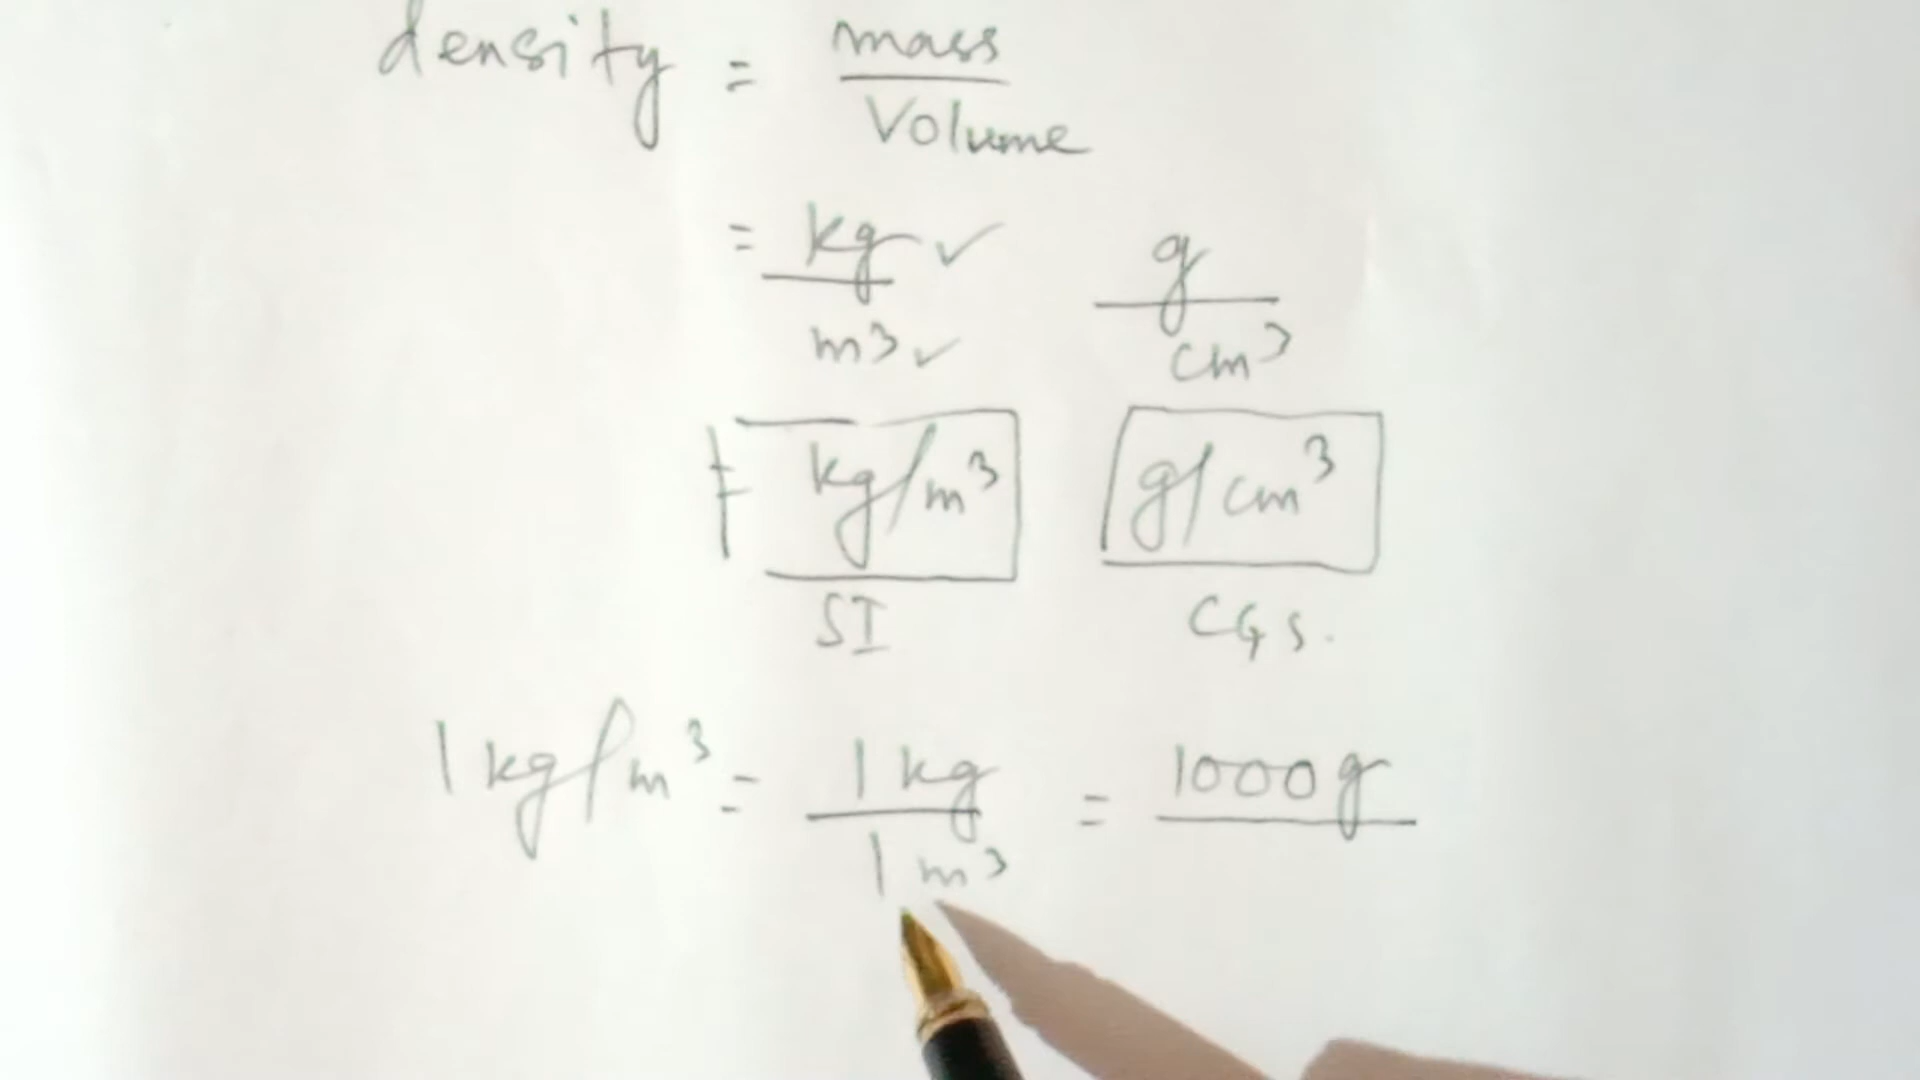 density = mass / Volume
= kg ✓ / m³ ✓ g / cm³
= kg/m³ g/cm³
SI CGS.
1 kg/m³ = 1 kg / 1 m³ = 1000 g